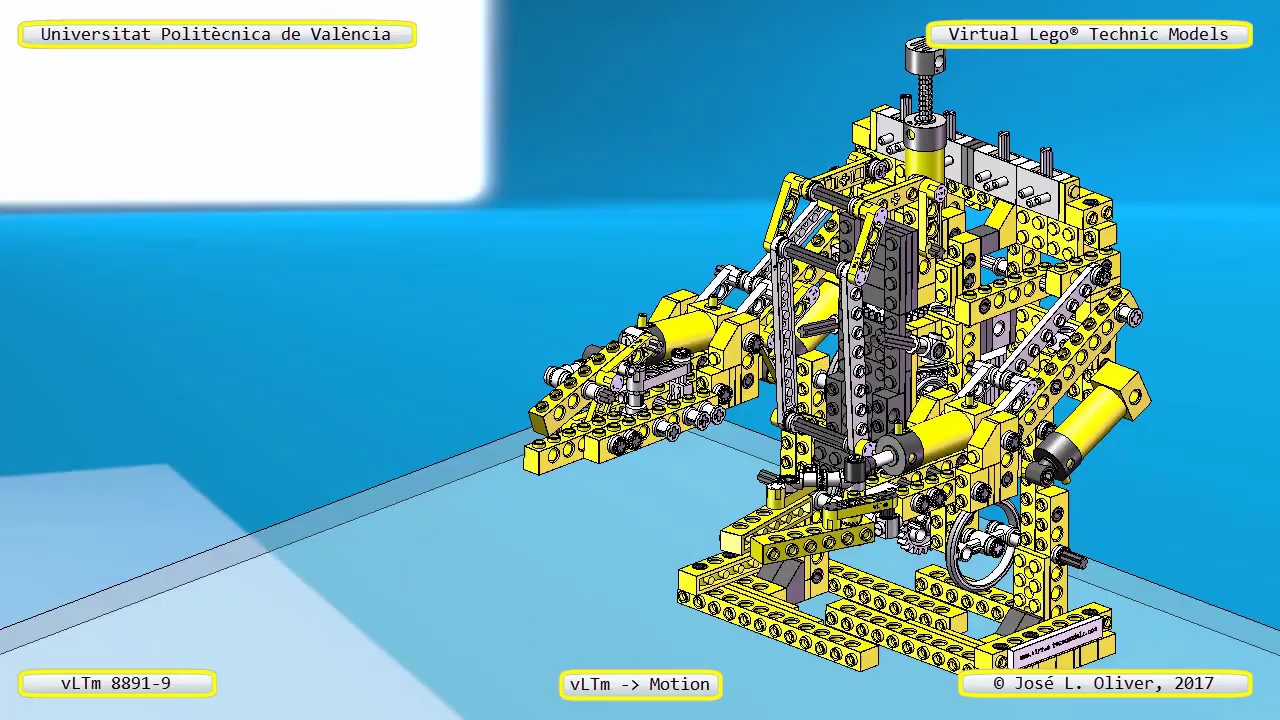 Universitat Politècnica de València
Virtual Lego® Technic Models
vLTm 8891-9
vLTm -> Motion
© José L. Oliver, 2017